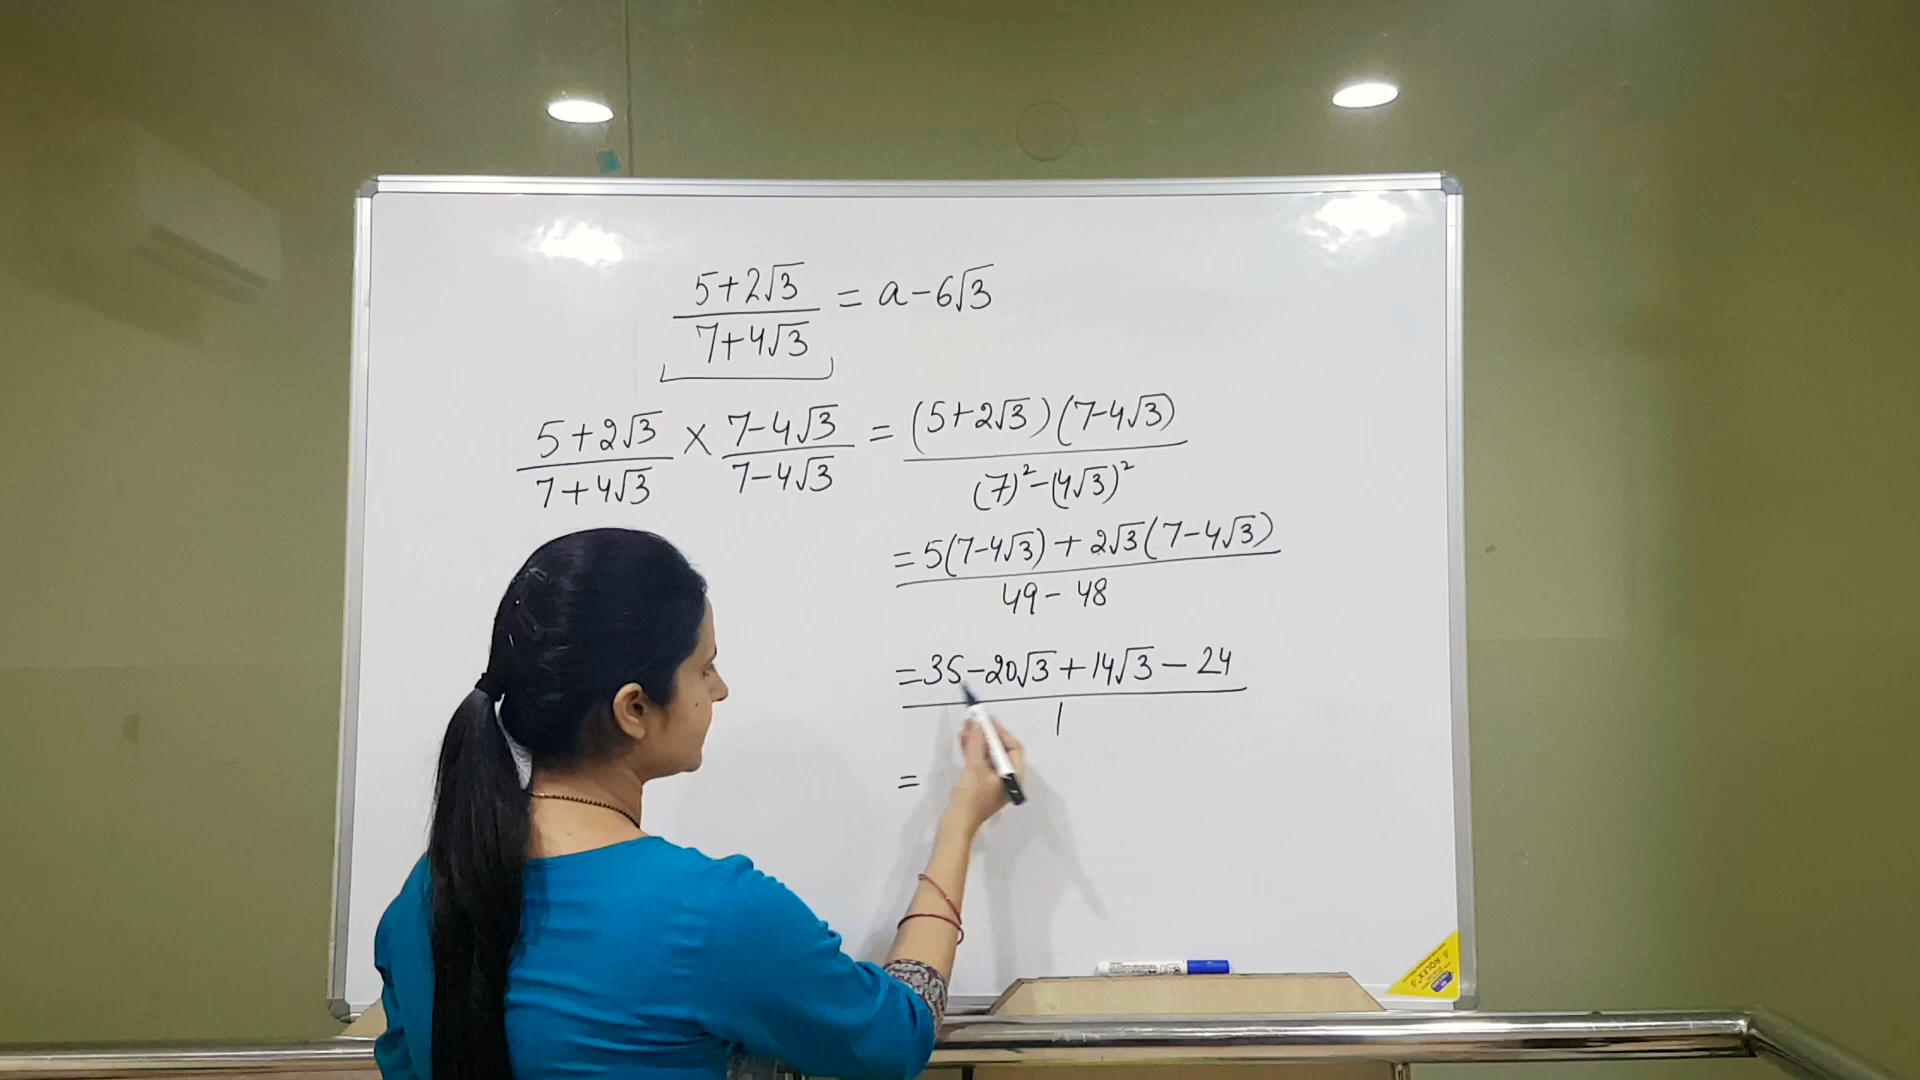 5+2√3
———— = a-6√3
7+4√3
5+2√3 × 7-4√3 = (5+2√3)(7-4√3)
7+4√3   7-4√3   (7)²-(4√3)²
= 5(7-4√3) + 2√3(7-4√3)
49 - 48
= 35-20√3+14√3-24
1
=
ROLEX